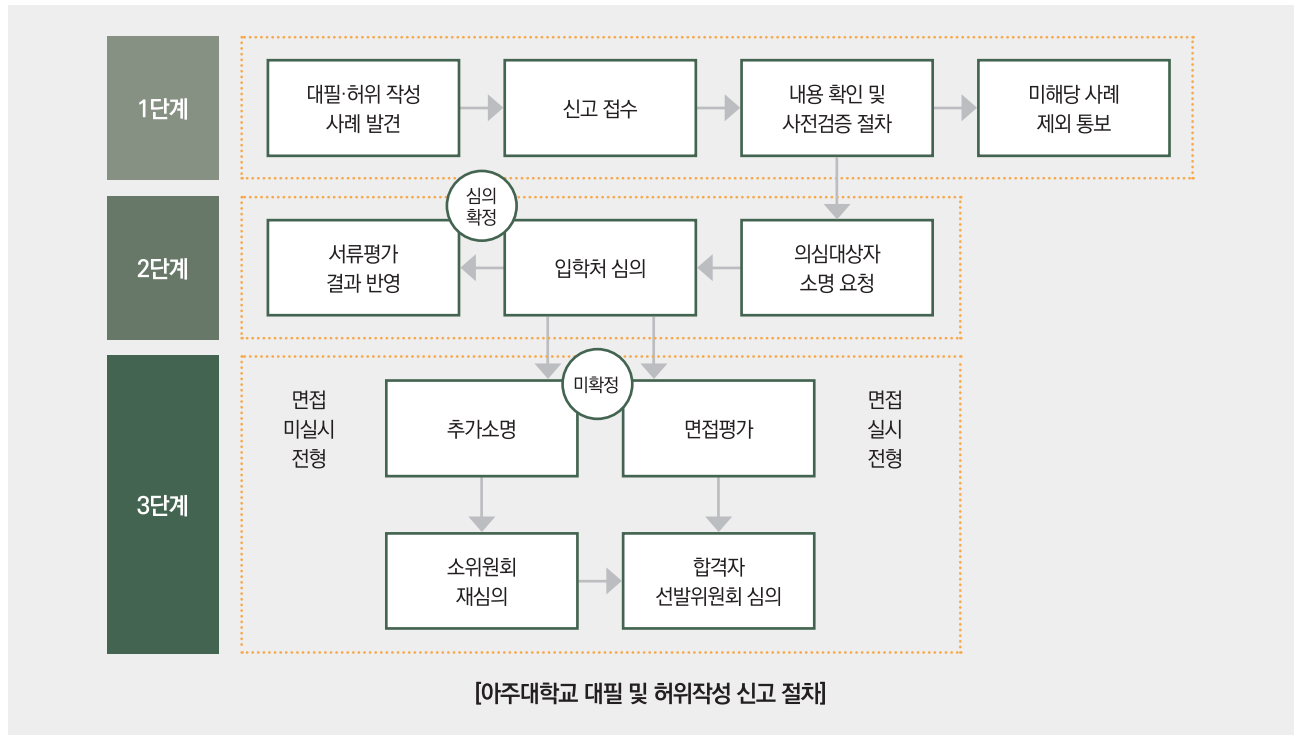 1단계
대필·허위 작성
사례 발견
신고 접수
내용 확인 및
사전검증 절차
미해당 사례
제외 통보
2단계
서류평가
결과 반영
심의
확정
입학처 심의
의심대상자
소명 요청
3단계
면접
미실시
전형
추가소명
미확정
면접평가
면접
실시
전형
소위원회
재심의
합격자
선발위원회 심의
[아주대학교 대필 및 허위작성 신고 절차]